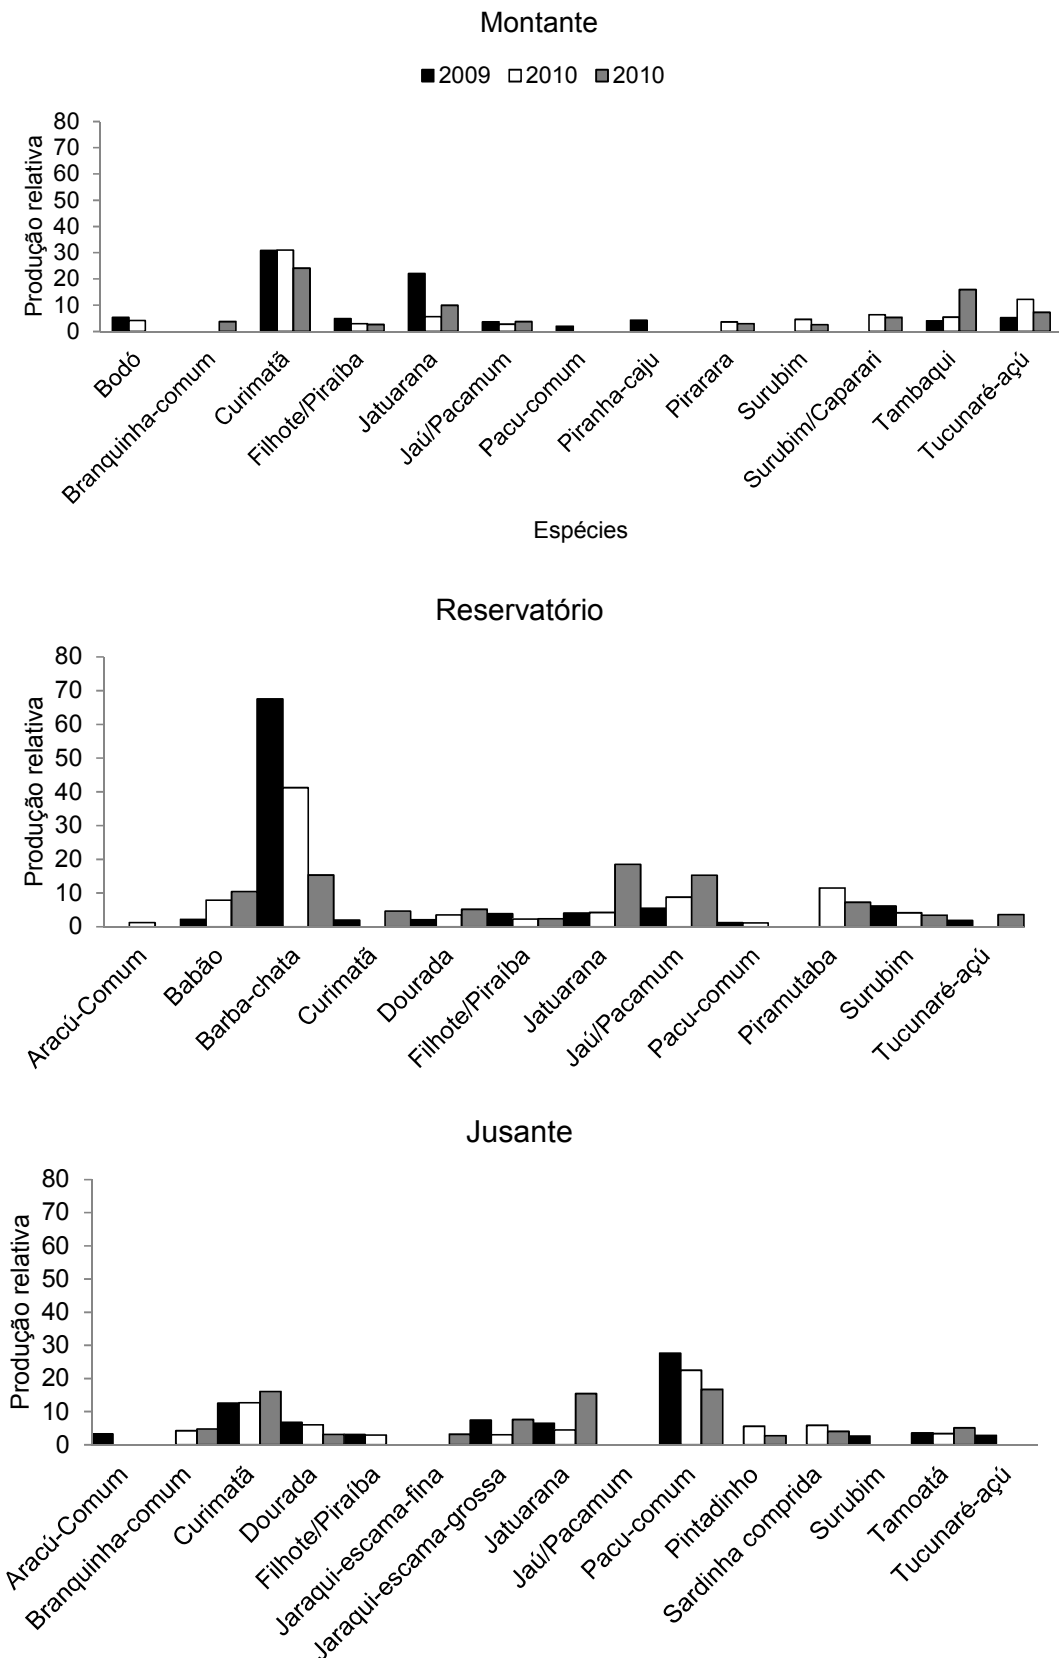 Montante
2009 2010 2010
Produção relativa
80
70
60
50
40
30
20
10
0
Bodó
Branquinha-comum
Curimatã
Filhote/Piraíba
Jatuarana
Jaú/Pacamum
Pacu-comum
Piranha-caju
Pirarara
Surubim
Surubim/Caparari
Tambaqui
Tucunaré-açú
Espécies
Reservatório
Produção relativa
80
70
60
50
40
30
20
10
0
Aracú-Comum
Babão
Barba-chata
Curimatã
Dourada
Filhote/Piraíba
Jatuarana
Jaú/Pacamum
Pacu-comum
Piramutaba
Surubim
Tucunaré-açú
Jusante
Produção relativa
80
70
60
50
40
30
20
10
0
Aracú-Comum
Branquinha-comum
Curimatã
Dourada
Filhote/Piraíba
Jaraqui-escama-fina
Jaraqui-escama-grossa
Jatuarana
Jaú/Pacamum
Pacu-comum
Pintadinho
Sardinha comprida
Surubim
Tamoatá
Tucunaré-açú